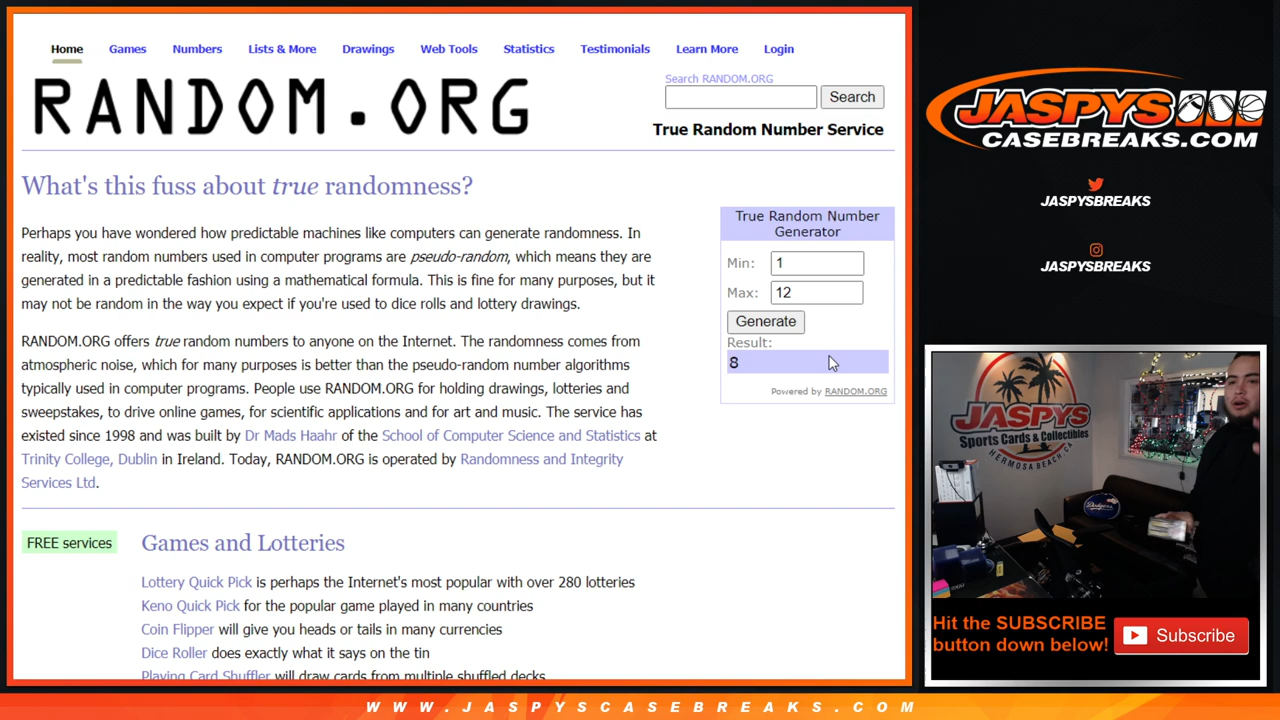 Home Games Numbers Lists & More Drawings Web Tools Statistics Testimonials Learn More Login
RANDOM.ORG
Search RANDOM.ORG
Search
True Random Number Service
What's this fuss about true randomness?
Perhaps you have wondered how predictable machines like computers can generate randomness. In
reality, most random numbers used in computer programs are pseudo-random, which means they are
generated in a predictable fashion using a mathematical formula. This is fine for many purposes, but it
may not be random in the way you expect if you're used to dice rolls and lottery drawings.
RANDOM.ORG offers true random numbers to anyone on the Internet. The randomness comes from
atmospheric noise, which for many purposes is better than the pseudo-random number algorithms
typically used in computer programs. People use RANDOM.ORG for holding drawings, lotteries and
sweepstakes, to drive online games, for scientific applications and for art and music. The service has
existed since 1998 and was built by Dr Mads Haahr of the School of Computer Science and Statistics at
Trinity College, Dublin in Ireland. Today, RANDOM.ORG is operated by Randomness and Integrity
Services Ltd.
True Random Number
Generator
Min: 1
Max: 12
Generate
Result:
8
Powered by RANDOM.ORG
FREE services
Games and Lotteries
Lottery Quick Pick is perhaps the Internet's most popular with over 280 lotteries
Keno Quick Pick for the popular game played in many countries
Coin Flipper will give you heads or tails in many currencies
Dice Roller does exactly what it says on the tin
Playing Card Shuffler will draw cards from multiple shuffled decks
JASPYS
CASEBREAKS.COM
JASPYSBREAKS
JASPYSBREAKS
JASPYS
Sports Cards & Collectibles
HERMOSA BEACH, CA
Dodgers
Hit the SUBSCRIBE
button down below!
Subscribe
WWW.JASPYSCASEBREAKS.COM